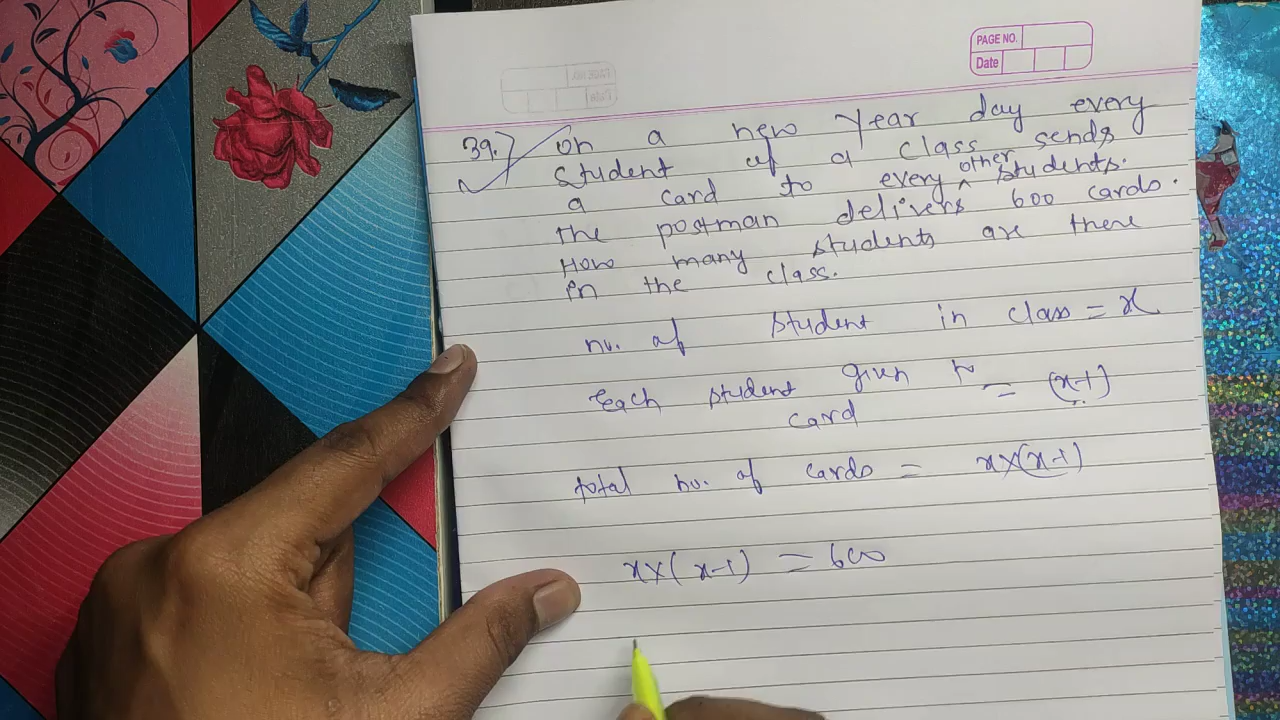 PAGE NO.
Date
39.) On a new Year day every
student of a class sends
a card to every other students.
the postman delivers 600 cards.
How many students are there
in the class.
no. of student in class = x
Each student given = (x-1)
card
total no. of cards = x×(x-1)
x×(x-1) = 600